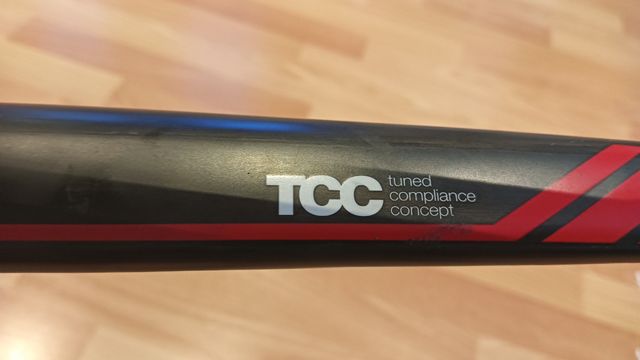 TCC
tuned
compliance
concept